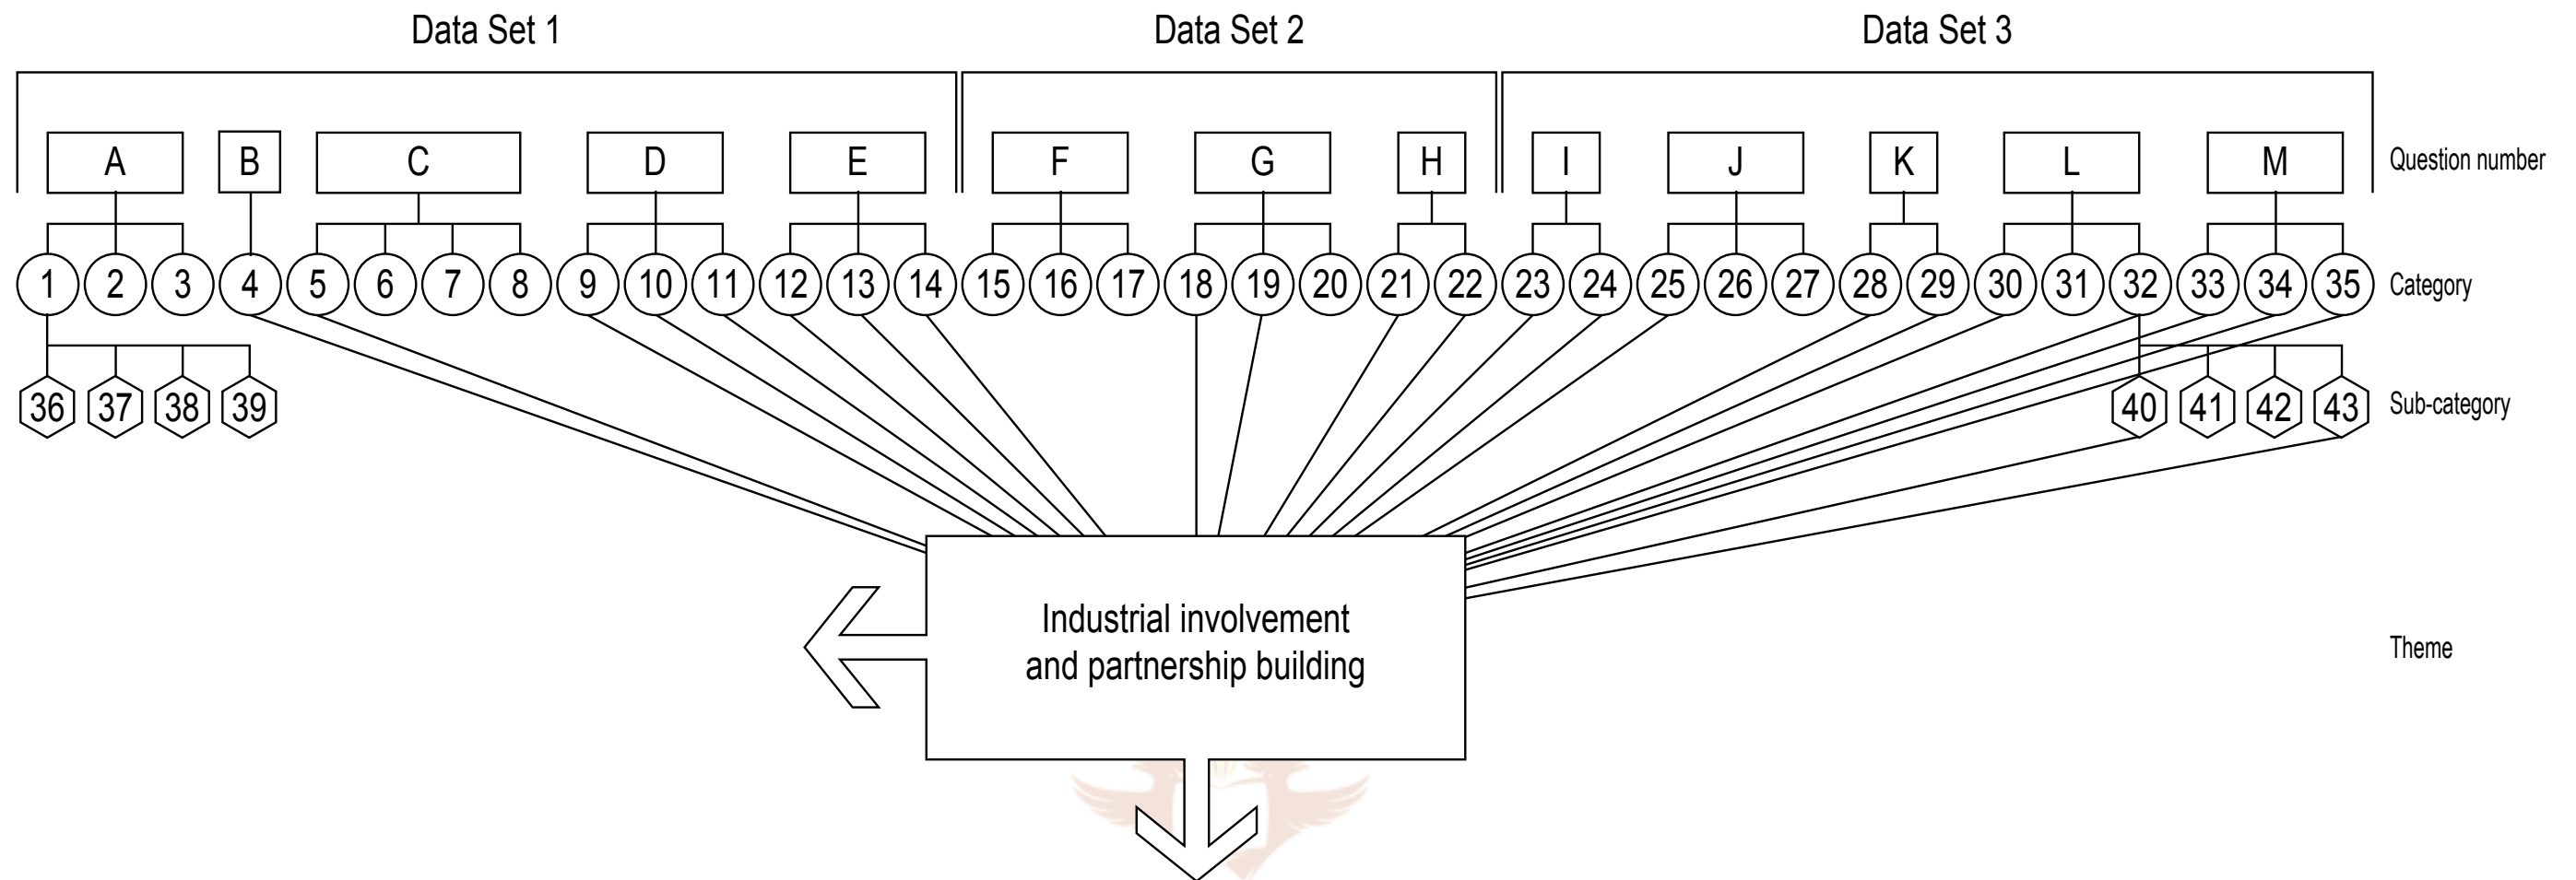 Data Set 1 Data Set 2 Data Set 3
A B C D E F G H I J K L M Question number
1 2 3 4 5 6 7 8 9 10 11 12 13 14 15 16 17 18 19 20 21 22 23 24 25 26 27 28 29 30 31 32 33 34 35 Category
36 37 38 39 40 41 42 43 Sub-category
Industrial involvement
and partnership building
Theme